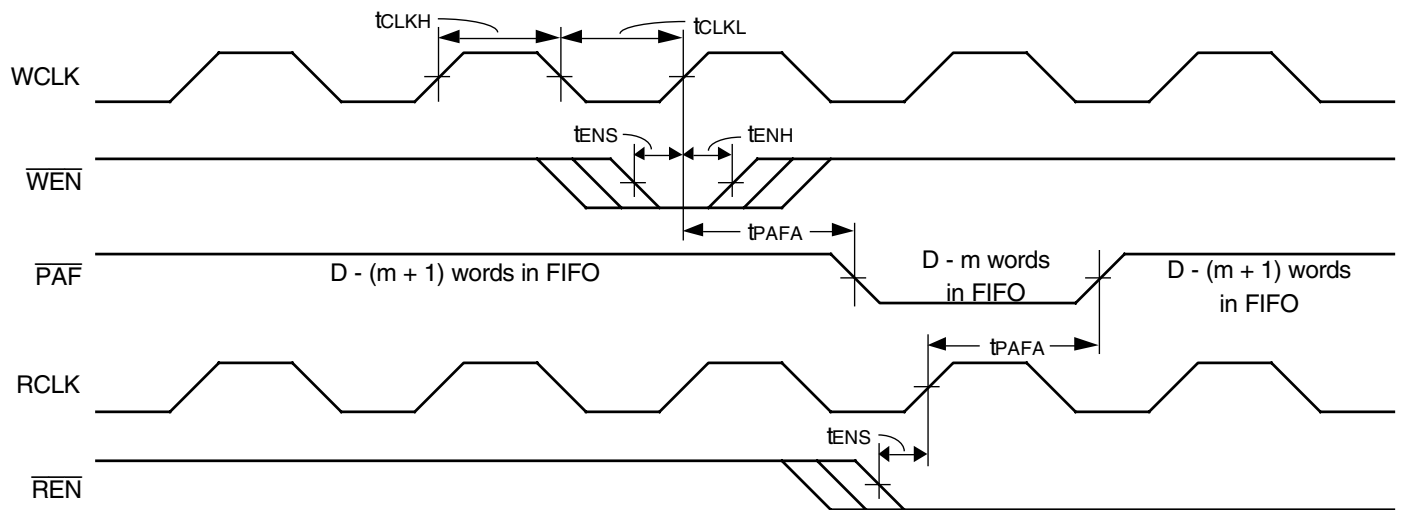 tCLKH
tCLKL
WCLK
tENS
tENH
WEN
tPAFA
PAF
D - (m + 1) words in FIFO
D - m words
in FIFO
D - (m + 1) words
in FIFO
tPAFA
RCLK
tENS
REN